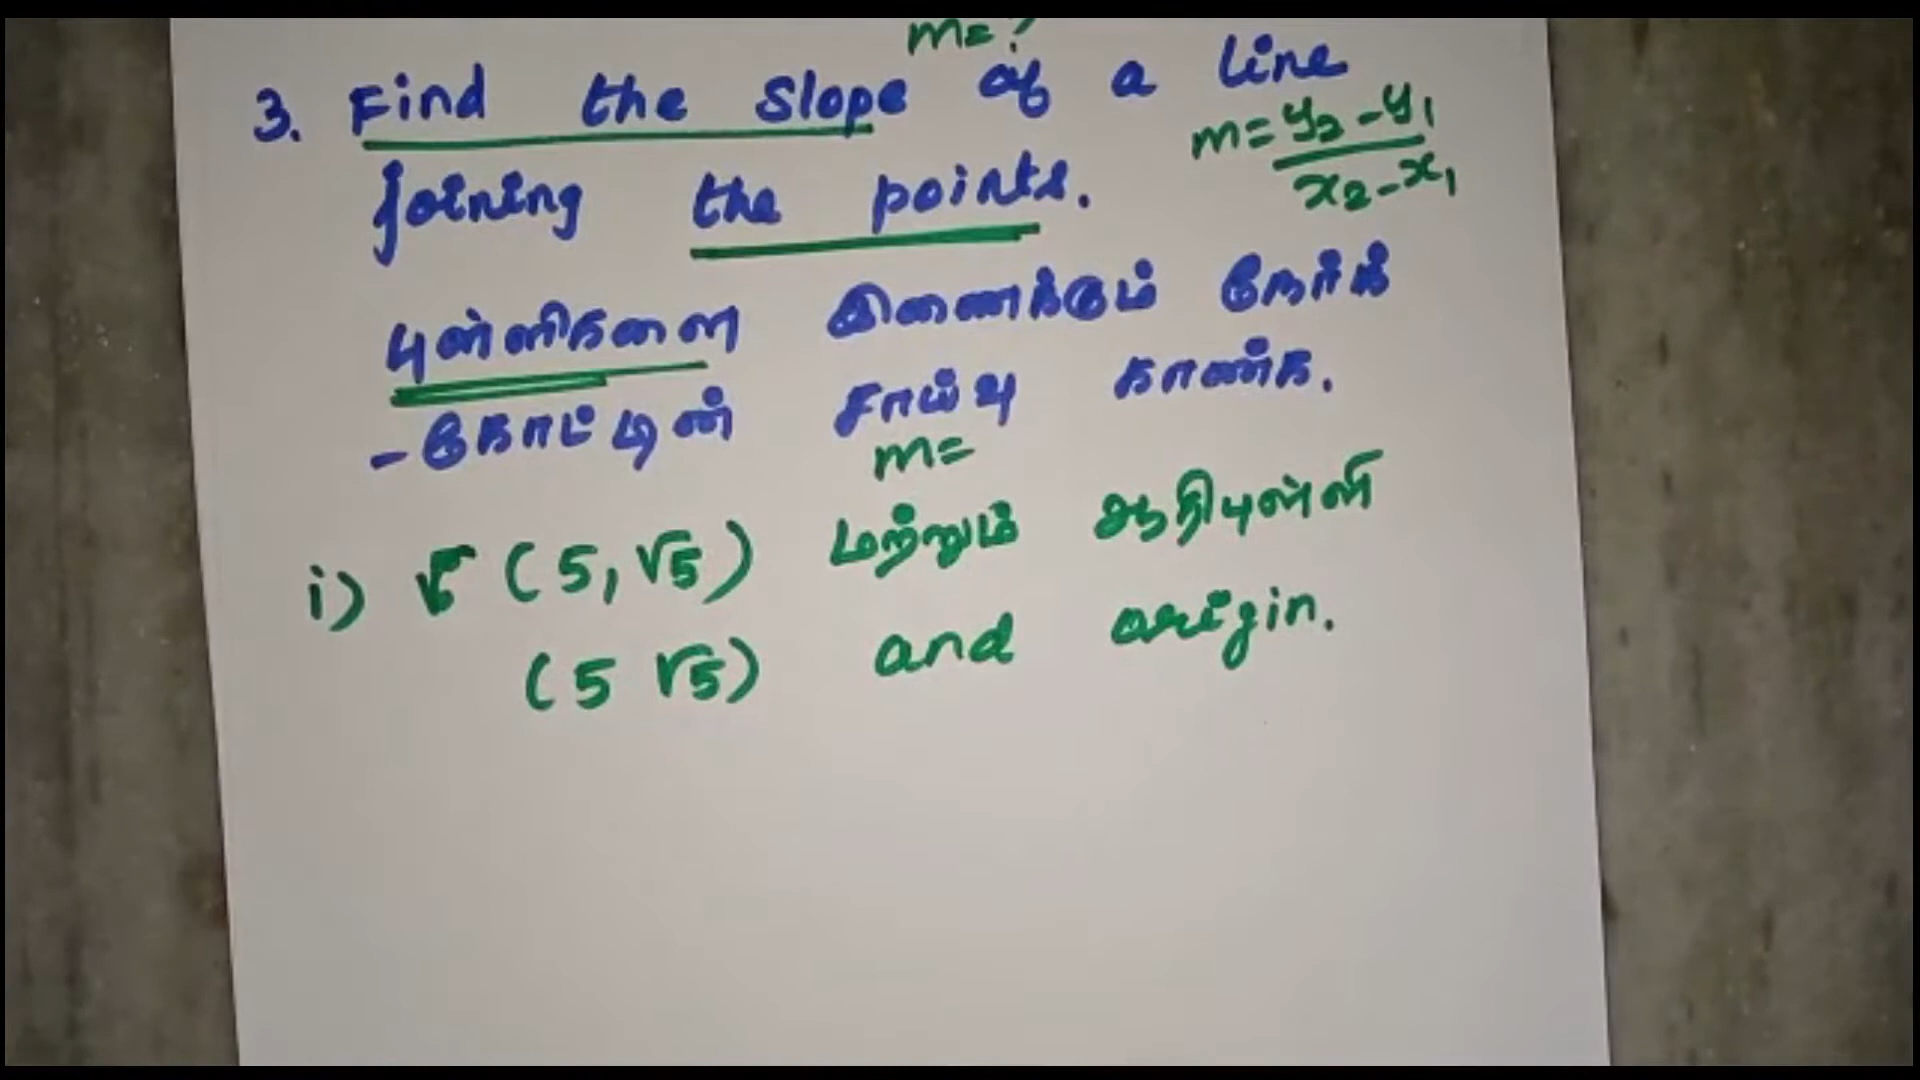 m=?
3. Find the Slope of a line
m = y₂ - y₁ / x₂ - x₁
joining the points.
புள்ளிகளை இணைக்கும் நேர்க்
-கோட்டின் சாய்வு காண்க.
m=
i) (5, √5) மற்றும் ஆதிபுள்ளி
(5 √5) and origin.